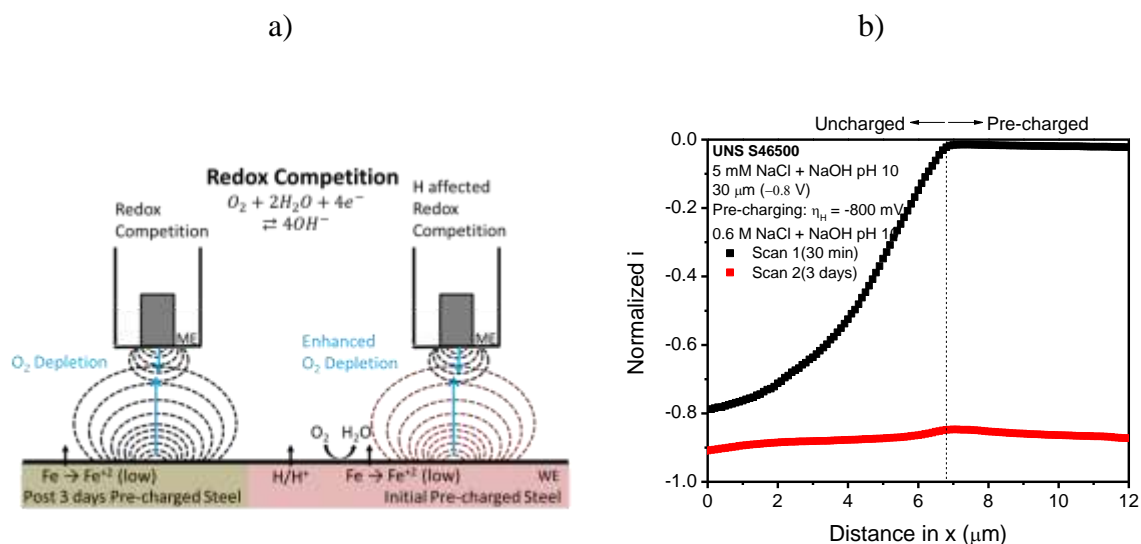 a)
b)
Redox Competition
O₂ + 2H₂O + 4e⁻
⇄ 4OH⁻
Redox
Competition
H affected
Redox
Competition
ME
ME
O₂ Depletion
Enhanced
O₂ Depletion
O₂ H₂O
Fe → Fe⁺² (low)
H/H⁺
Fe → Fe⁺² (low)
WE
Post 3 days Pre-charged Steel
Initial Pre-charged Steel
Uncharged
Pre-charged
UNS S46500
5 mM NaCl + NaOH pH 10
30 μm (−0.8 V)
Pre-charging: ηH = -800 mV
0.6 M NaCl + NaOH pH 10
Scan 1(30 min)
Scan 2(3 days)
Normalized i
0.0
-0.2
-0.4
-0.6
-0.8
-1.0
0 2 4 6 8 10 12
Distance in x (μm)